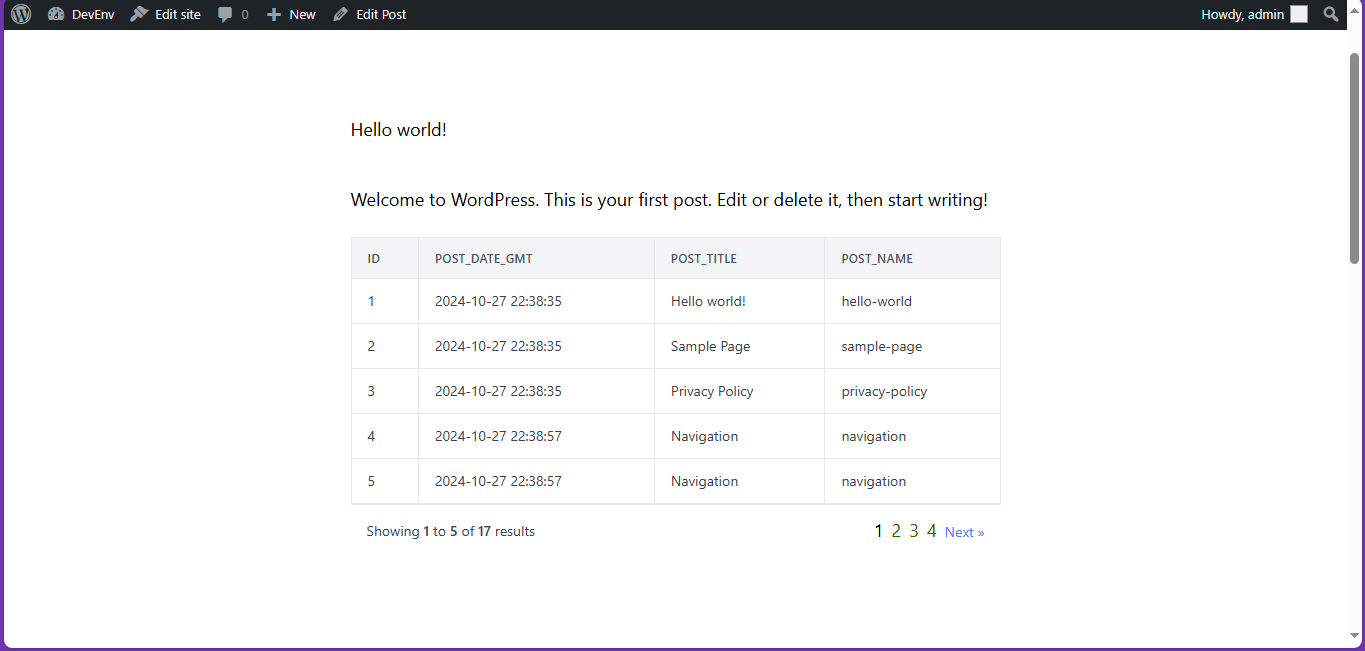 DevEnv Edit site 0 New Edit Post Howdy, admin
Hello world!
Welcome to WordPress. This is your first post. Edit or delete it, then start writing!
ID POST_DATE_GMT POST_TITLE POST_NAME
1 2024-10-27 22:38:35 Hello world! hello-world
2 2024-10-27 22:38:35 Sample Page sample-page
3 2024-10-27 22:38:35 Privacy Policy privacy-policy
4 2024-10-27 22:38:57 Navigation navigation
5 2024-10-27 22:38:57 Navigation navigation
Showing 1 to 5 of 17 results 1 2 3 4 Next »